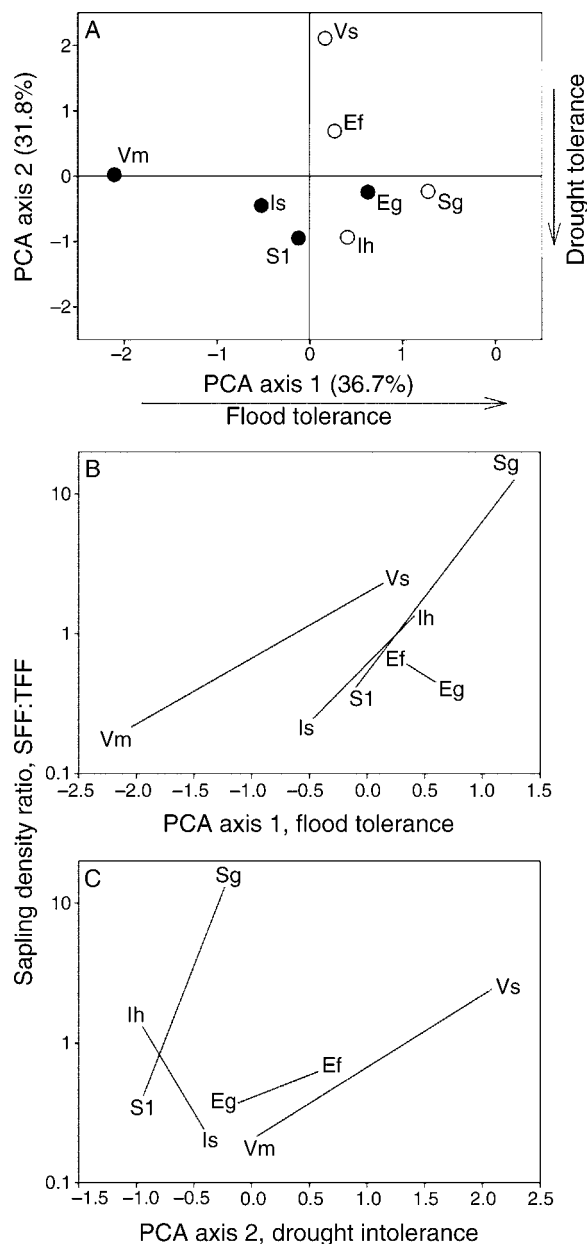 A
Vs
Ef
Vm
Is
Eg
Sg
S1
Ih
2
1
0
−1
−2
PCA axis 2 (31.8%)
Drought tolerance
−2 −1 0 1 0
PCA axis 1 (36.7%)
Flood tolerance
B
Sg
Vs
Ih
Ef
Eg
S1
Is
Vm
10
1
0.1
−2.5 −2.0 −1.5 −1.0 −0.5 0.0 0.5 1.0 1.5
PCA axis 1, flood tolerance
Sapling density ratio, SFF:TFF
C
Sg
Vs
Ih
Ef
Eg
S1
Is
Vm
10
1
0.1
−1.5 −1.0 −0.5 0.0 0.5 1.0 1.5 2.0 2.5
PCA axis 2, drought intolerance